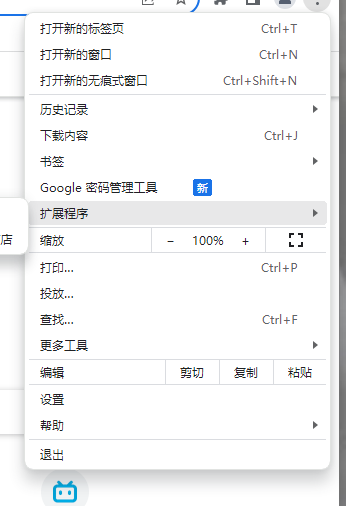 打开新的标签页 Ctrl+T
打开新的窗口 Ctrl+N
打开新的无痕式窗口 Ctrl+Shift+N
历史记录
下载内容 Ctrl+J
书签
Google 密码管理工具 新
扩展程序
店
缩放 − 100% +
打印... Ctrl+P
投放...
查找... Ctrl+F
更多工具
编辑 剪切 复制 粘贴
设置
帮助
退出